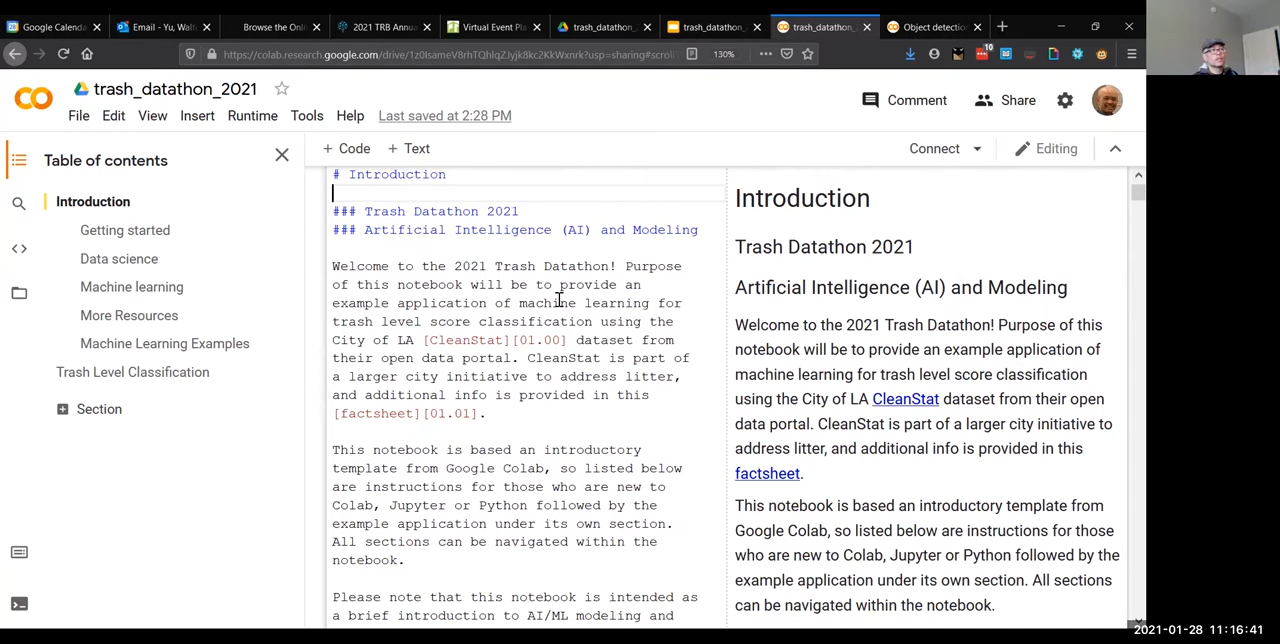 Google Calenda
Email - Yu, Walte
Browse the Onli
2021 TRB Annua
Virtual Event Pla
trash_datathon_
trash_datathon_
trash_datathon_
Object detection
https://colab.research.google.com/drive/1z0IsameV8rhTQhlqZJyjk8kc2KkWxnrk?usp=sharing#scroll
130%
10
CO
trash_datathon_2021
File Edit View Insert Runtime Tools Help Last saved at 2:28 PM
Comment
Share
Table of contents
Introduction
Getting started
Data science
Machine learning
More Resources
Machine Learning Examples
Trash Level Classification
Section
+ Code + Text
Connect
Editing
# Introduction
### Trash Datathon 2021
### Artificial Intelligence (AI) and Modeling
Welcome to the 2021 Trash Datathon! Purpose
of this notebook will be to provide an
example application of machine learning for
trash level score classification using the
City of LA [CleanStat][01.00] dataset from
their open data portal. CleanStat is part of
a larger city initiative to address litter,
and additional info is provided in this
[factsheet][01.01].
This notebook is based an introductory
template from Google Colab, so listed below
are instructions for those who are new to
Colab, Jupyter or Python followed by the
example application under its own section.
All sections can be navigated within the
notebook.
Please note that this notebook is intended as
a brief introduction to AI/ML modeling and
Introduction
Trash Datathon 2021
Artificial Intelligence (AI) and Modeling
Welcome to the 2021 Trash Datathon! Purpose of this
notebook will be to provide an example application of
machine learning for trash level score classification
using the City of LA CleanStat dataset from their open
data portal. CleanStat is part of a larger city initiative to
address litter, and additional info is provided in this
factsheet.
This notebook is based an introductory template from
Google Colab, so listed below are instructions for those
who are new to Colab, Jupyter or Python followed by the
example application under its own section. All sections
can be navigated within the notebook.
2021-01-28 11:16:41